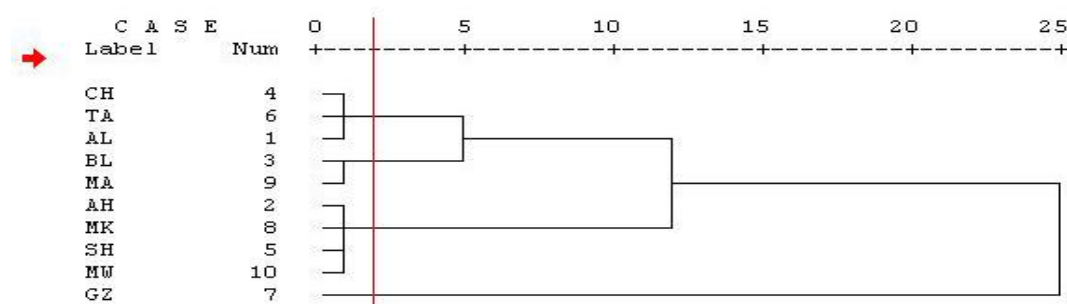 C A S E 0 5 10 15 20 25
Label Num +---------+---------+---------+---------+---------+
CH 4
TA 6
AL 1
BL 3
MA 9
AH 2
MK 8
SH 5
MW 10
GZ 7